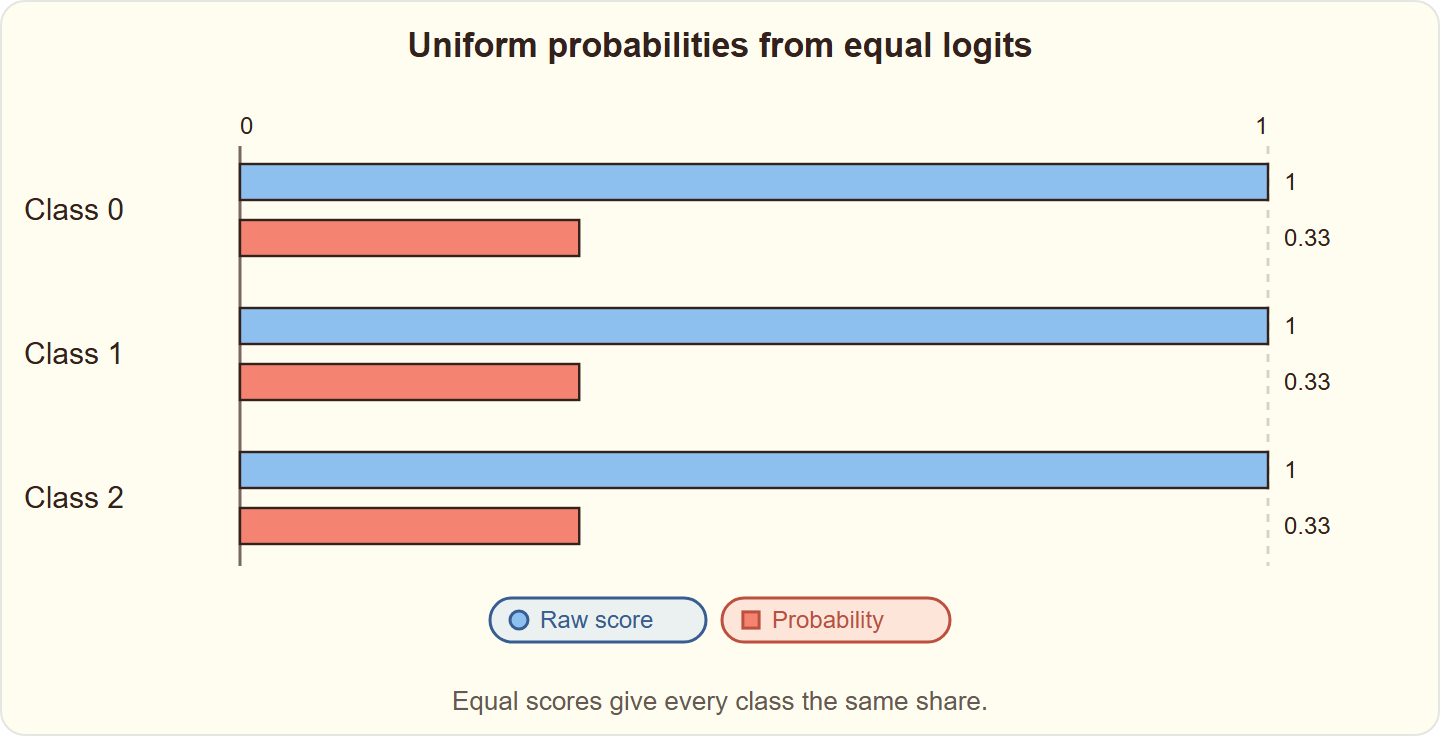 Uniform probabilities from equal logits
0 1
1
Class 0
0.33
1
Class 1
0.33
1
Class 2
0.33
Raw score Probability
Equal scores give every class the same share.